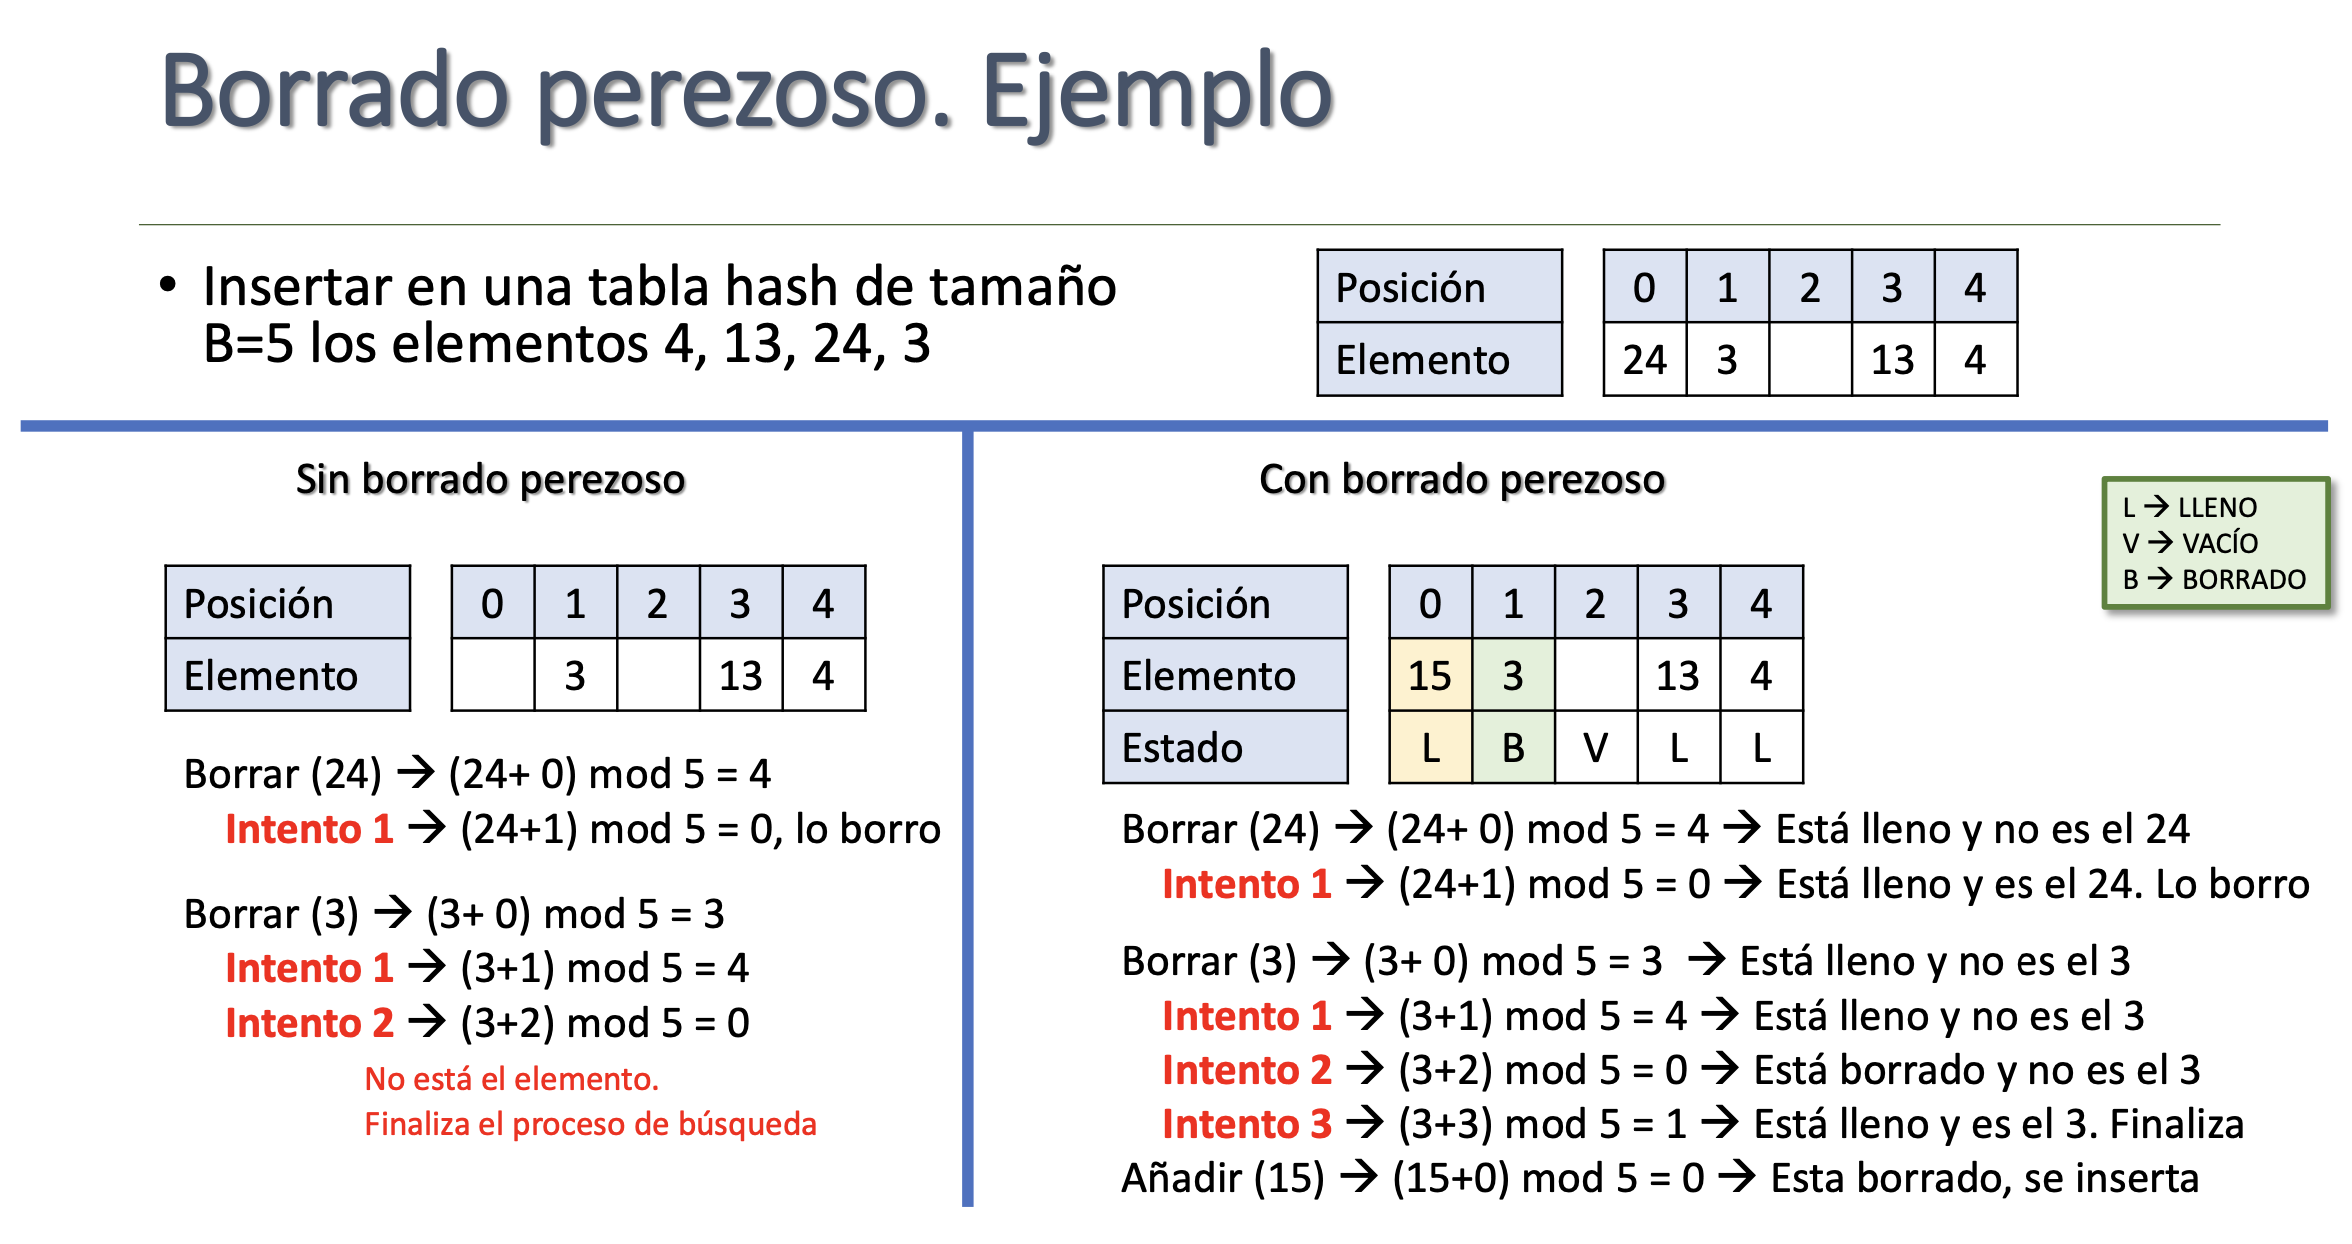 Borrado perezoso. Ejemplo
• Insertar en una tabla hash de tamaño
B=5 los elementos 4, 13, 24, 3
Posición 0 1 2 3 4
Elemento 24 3 13 4
Sin borrado perezoso
Posición 0 1 2 3 4
Elemento 3 13 4
Borrar (24) → (24+ 0) mod 5 = 4
Intento 1 → (24+1) mod 5 = 0, lo borro
Borrar (3) → (3+ 0) mod 5 = 3
Intento 1 → (3+1) mod 5 = 4
Intento 2 → (3+2) mod 5 = 0
No está el elemento.
Finaliza el proceso de búsqueda
Con borrado perezoso
L → LLENO
V → VACÍO
B → BORRADO
Posición 0 1 2 3 4
Elemento 15 3 13 4
Estado L B V L L
Borrar (24) → (24+ 0) mod 5 = 4 → Está lleno y no es el 24
Intento 1 → (24+1) mod 5 = 0 → Está lleno y es el 24. Lo borro
Borrar (3) → (3+ 0) mod 5 = 3 → Está lleno y no es el 3
Intento 1 → (3+1) mod 5 = 4 → Está lleno y no es el 3
Intento 2 → (3+2) mod 5 = 0 → Está borrado y no es el 3
Intento 3 → (3+3) mod 5 = 1 → Está lleno y es el 3. Finaliza
Añadir (15) → (15+0) mod 5 = 0 → Esta borrado, se inserta